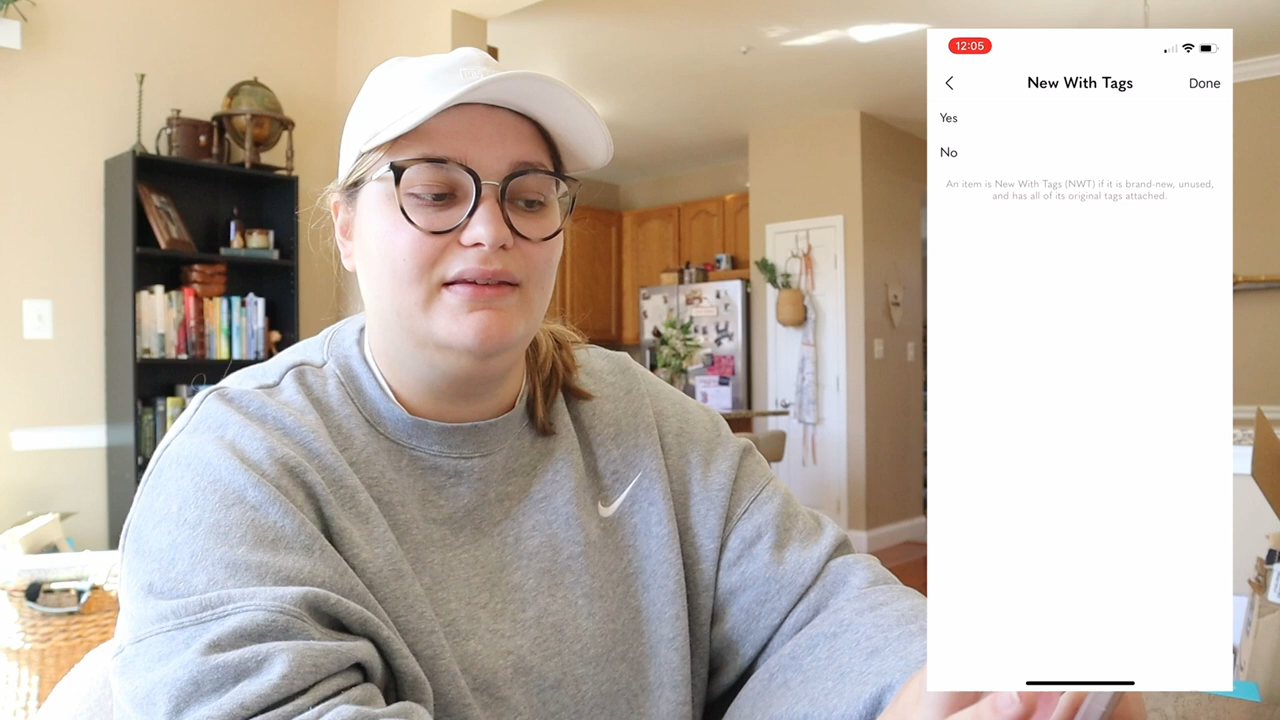 12:05
New With Tags
Done
Yes
No
An item is New With Tags (NWT) if it is brand-new, unused,
and has all of its original tags attached.